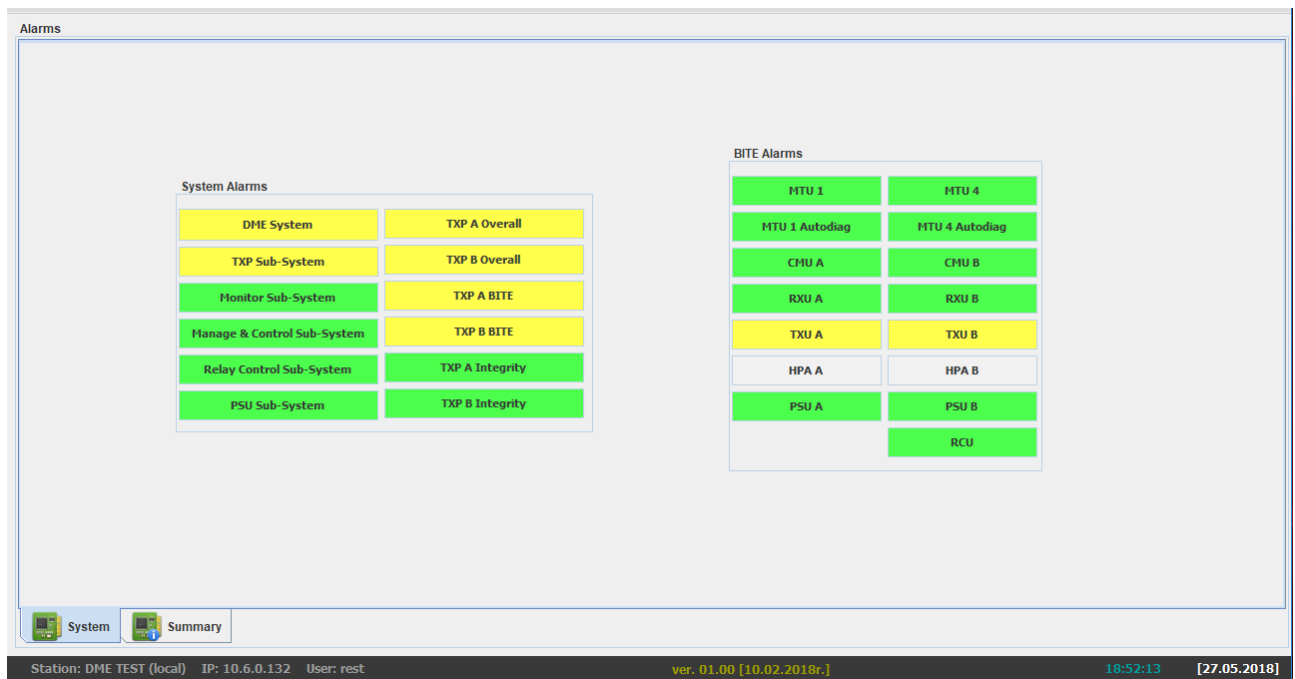 Alarms
System Alarms
DME System
TXP A Overall
TXP Sub-System
TXP B Overall
Monitor Sub-System
TXP A BITE
Manage & Control Sub-System
TXP B BITE
Relay Control Sub-System
TXP A Integrity
PSU Sub-System
TXP B Integrity
BITE Alarms
MTU 1
MTU 4
MTU 1 Autodiag
MTU 4 Autodiag
CMU A
CMU B
RXU A
RXU B
TXU A
TXU B
HPA A
HPA B
PSU A
PSU B
RCU
System
Summary
Station: DME TEST (local) IP: 10.6.0.132 User: rest
ver. 01.00 [10.02.2018r.]
18:52:13
[27.05.2018]